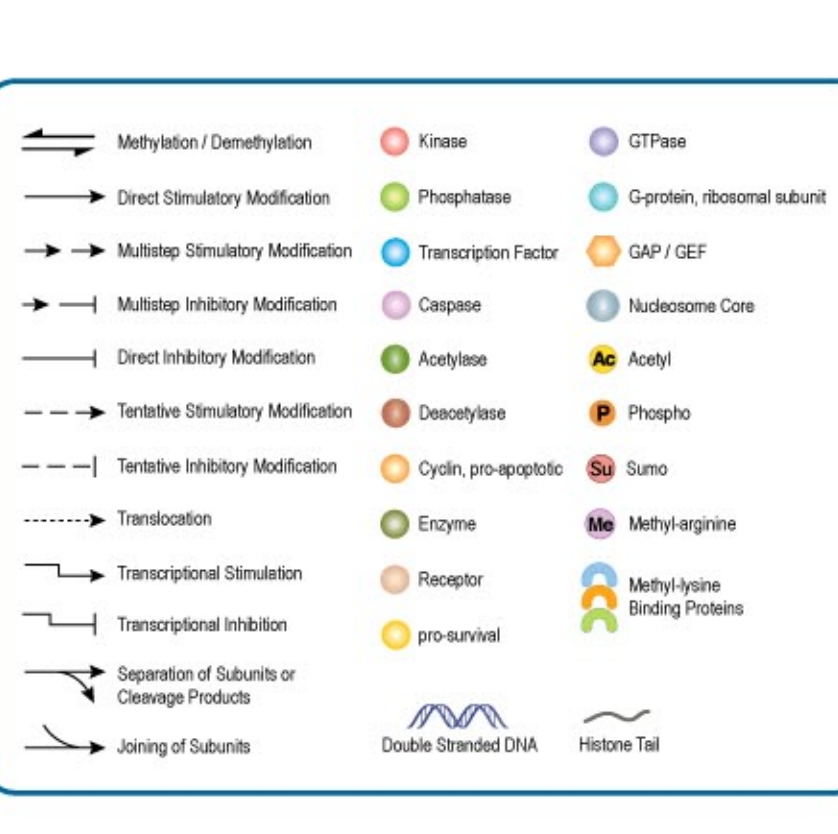 Methylation / Demethylation
Direct Stimulatory Modification
Multistep Stimulatory Modification
Multistep Inhibitory Modification
Direct Inhibitory Modification
Tentative Stimulatory Modification
Tentative Inhibitory Modification
Translocation
Transcriptional Stimulation
Transcriptional Inhibition
Separation of Subunits or
Cleavage Products
Joining of Subunits
Kinase
Phosphatase
Transcription Factor
Caspase
Acetylase
Deacetylase
Cyclin, pro-apoptotic
Enzyme
Receptor
pro-survival
Double Stranded DNA
GTPase
G-protein, ribosomal subunit
GAP / GEF
Nucleosome Core
Ac Acetyl
P Phospho
Su Sumo
Me Methyl-arginine
Methyl-lysine
Binding Proteins
Histone Tail